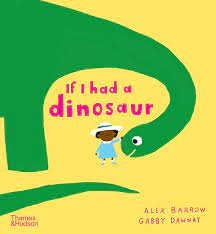 If I had a
dinosaur
ALEX BARROW
GABBY DAWNAY
Thames&Hudson